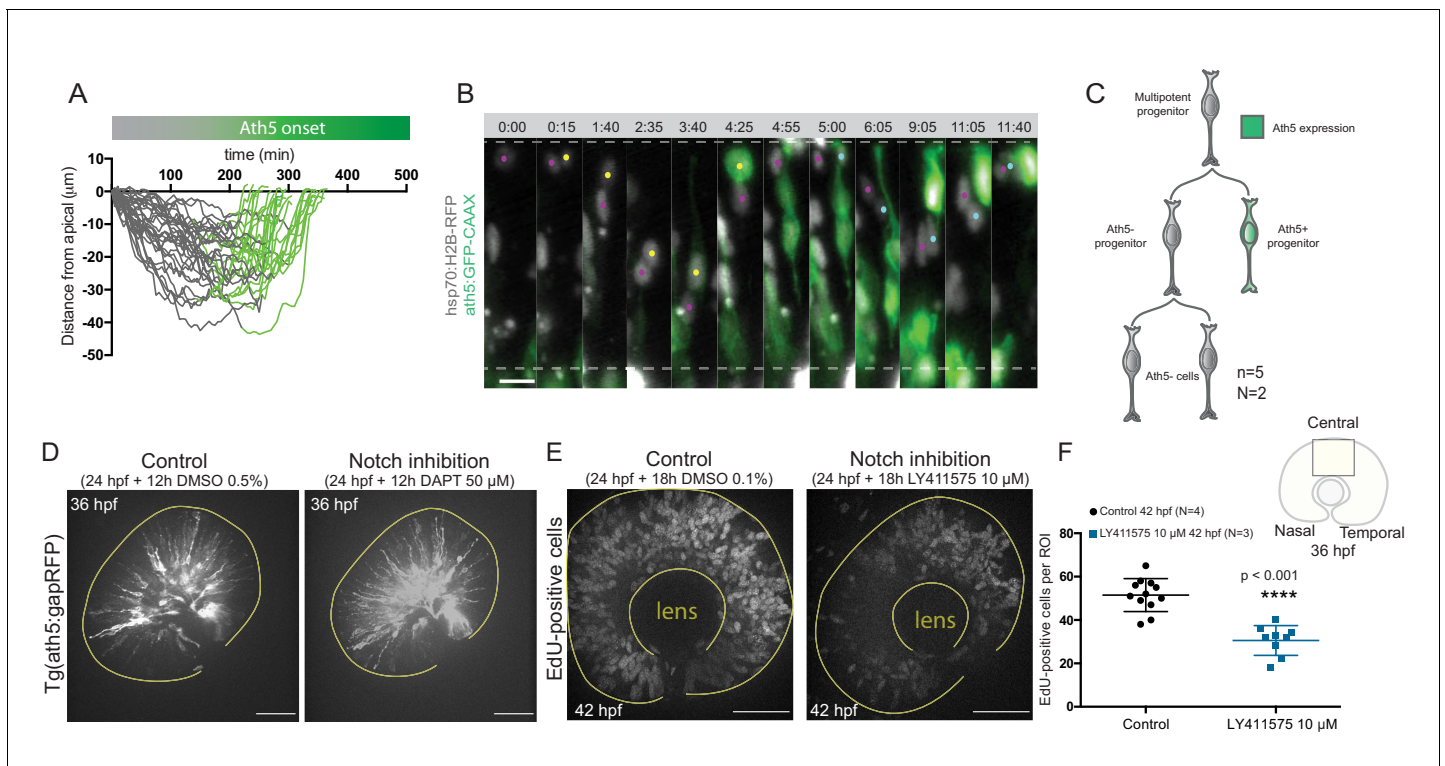 A
Ath5 onset
time (min)
10
0
-10
-20
-30
-40
-50
100
200
300
400
500
Distance from apical (µm)
B
0:00 0:15 1:40 2:35 3:40 4:25 4:55 5:00 6:05 9:05 11:05 11:40
hsp70:H2B-RFP
ath5:GFP-CAAX
C
Multipotent
progenitor
Ath5 expression
Ath5-
progenitor
Ath5+
progenitor
Ath5- cells
n=5
N=2
D
Control
(24 hpf + 12h DMSO 0.5%)
Notch inhibition
(24 hpf + 12h DAPT 50 µM)
Tg(ath5:gapRFP)
36 hpf
36 hpf
E
Control
(24 hpf + 18h DMSO 0.1%)
Notch inhibition
(24 hpf + 18h LY411575 10 µM)
EdU-positive cells
lens
lens
42 hpf
42 hpf
F
Central
Nasal
Temporal
36 hpf
Control 42 hpf (N=4)
LY411575 10 µM 42 hpf (N=3)
p < 0.001
****
EdU-positive cells per ROI
80
60
40
20
0
Control
LY411575 10 µM